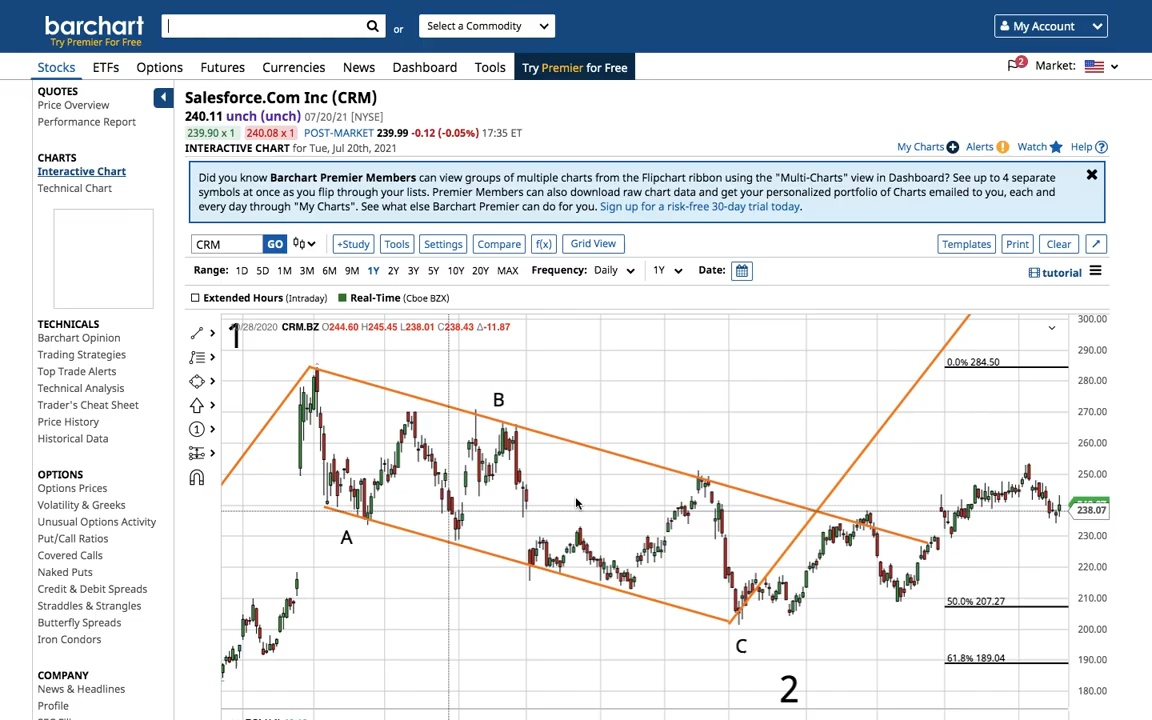 barchart
Try Premier For Free
or
Select a Commodity
My Account
Stocks ETFs Options Futures Currencies News Dashboard Tools Try Premier for Free
2 Market:
QUOTES
Price Overview
Performance Report
CHARTS
Interactive Chart
Technical Chart
TECHNICALS
Barchart Opinion
Trading Strategies
Top Trade Alerts
Technical Analysis
Trader's Cheat Sheet
Price History
Historical Data
OPTIONS
Options Prices
Volatility & Greeks
Unusual Options Activity
Put/Call Ratios
Covered Calls
Naked Puts
Credit & Debit Spreads
Straddles & Strangles
Butterfly Spreads
Iron Condors
COMPANY
News & Headlines
Profile
Salesforce.Com Inc (CRM)
240.11 unch (unch) 07/20/21 [NYSE]
239.90 x 1 240.08 x 1 POST-MARKET 239.99 -0.12 (-0.05%) 17:35 ET
INTERACTIVE CHART for Tue, Jul 20th, 2021
My Charts Alerts Watch Help
Did you know Barchart Premier Members can view groups of multiple charts from the Flipchart ribbon using the "Multi-Charts" view in Dashboard? See up to 4 separate
symbols at once as you flip through your lists. Premier Members can also download raw chart data and get your personalized portfolio of Charts emailed to you, each and
every day through "My Charts". See what else Barchart Premier can do for you. Sign up for a risk-free 30-day trial today.
CRM GO +Study Tools Settings Compare f(x) Grid View Templates Print Clear
Range: 1D 5D 1M 3M 6M 9M 1Y 2Y 3Y 5Y 10Y 20Y MAX Frequency: Daily 1Y Date: tutorial
Extended Hours (Intraday) Real-Time (Cboe BZX)
1
/28/2020 CRM.BZ O244.60 H245.45 L238.01 C238.43 Δ-11.87
A
B
C
2
0.0% 284.50
50.0% 207.27
61.8% 189.04
300.00
290.00
280.00
270.00
260.00
250.00
238.07
230.00
220.00
210.00
200.00
190.00
180.00